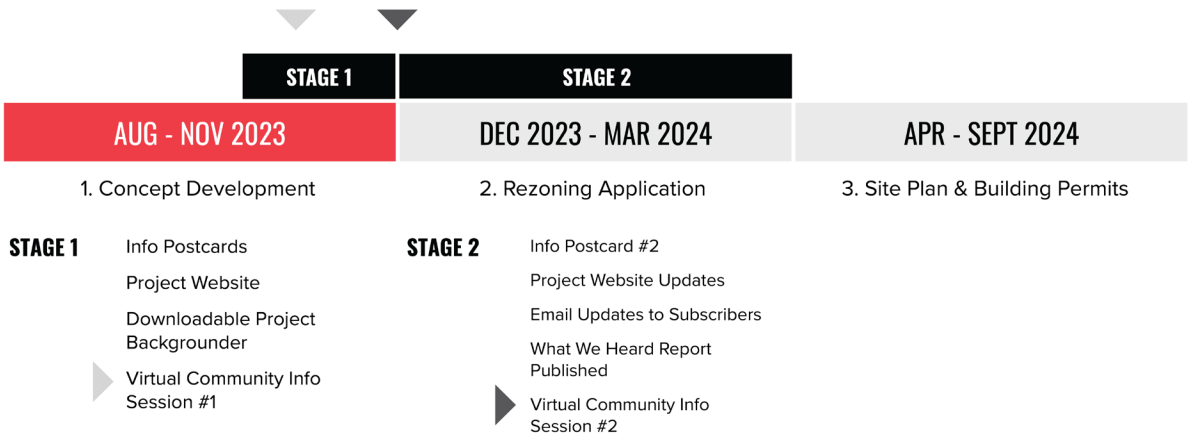 STAGE 1
STAGE 2
AUG - NOV 2023
DEC 2023 - MAR 2024
APR - SEPT 2024
1. Concept Development
2. Rezoning Application
3. Site Plan & Building Permits
STAGE 1
Info Postcards
Project Website
Downloadable Project
Backgrounder
Virtual Community Info
Session #1
STAGE 2
Info Postcard #2
Project Website Updates
Email Updates to Subscribers
What We Heard Report
Published
Virtual Community Info
Session #2